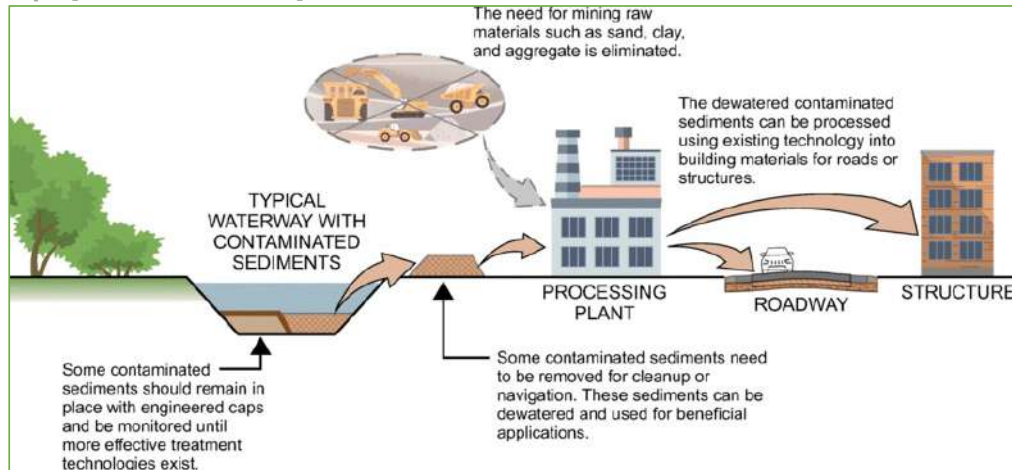 The need for mining raw
materials such as sand, clay,
and aggregate is eliminated.
The dewatered contaminated
sediments can be processed
using existing technology into
building materials for roads or
structures.
TYPICAL
WATERWAY WITH
CONTAMINATED
SEDIMENTS
PROCESSING
PLANT
ROADWAY
STRUCTURE
Some contaminated
sediments should remain in
place with engineered caps
and be monitored until
more effective treatment
technologies exist.
Some contaminated sediments need
to be removed for cleanup or
navigation. These sediments can be
dewatered and used for beneficial
applications.